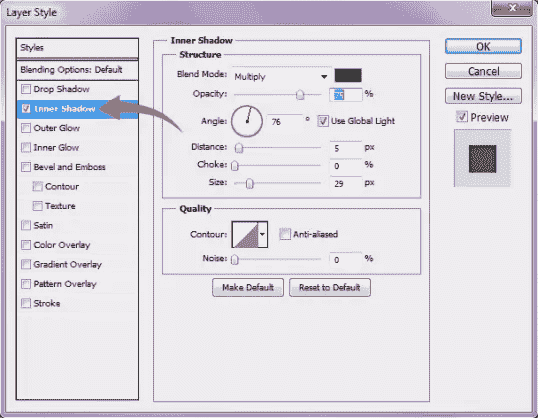 Layer Style
Styles
Blending Options: Default
Drop Shadow
Inner Shadow
Outer Glow
Inner Glow
Bevel and Emboss
Contour
Texture
Satin
Color Overlay
Gradient Overlay
Pattern Overlay
Stroke
Inner Shadow
Structure
Blend Mode: Multiply
Opacity: 75 %
Angle: 76 ° Use Global Light
Distance: 5 px
Choke: 0 %
Size: 29 px
Quality
Contour: Anti-aliased
Noise: 0 %
Make Default Reset to Default
OK
Cancel
New Style...
Preview